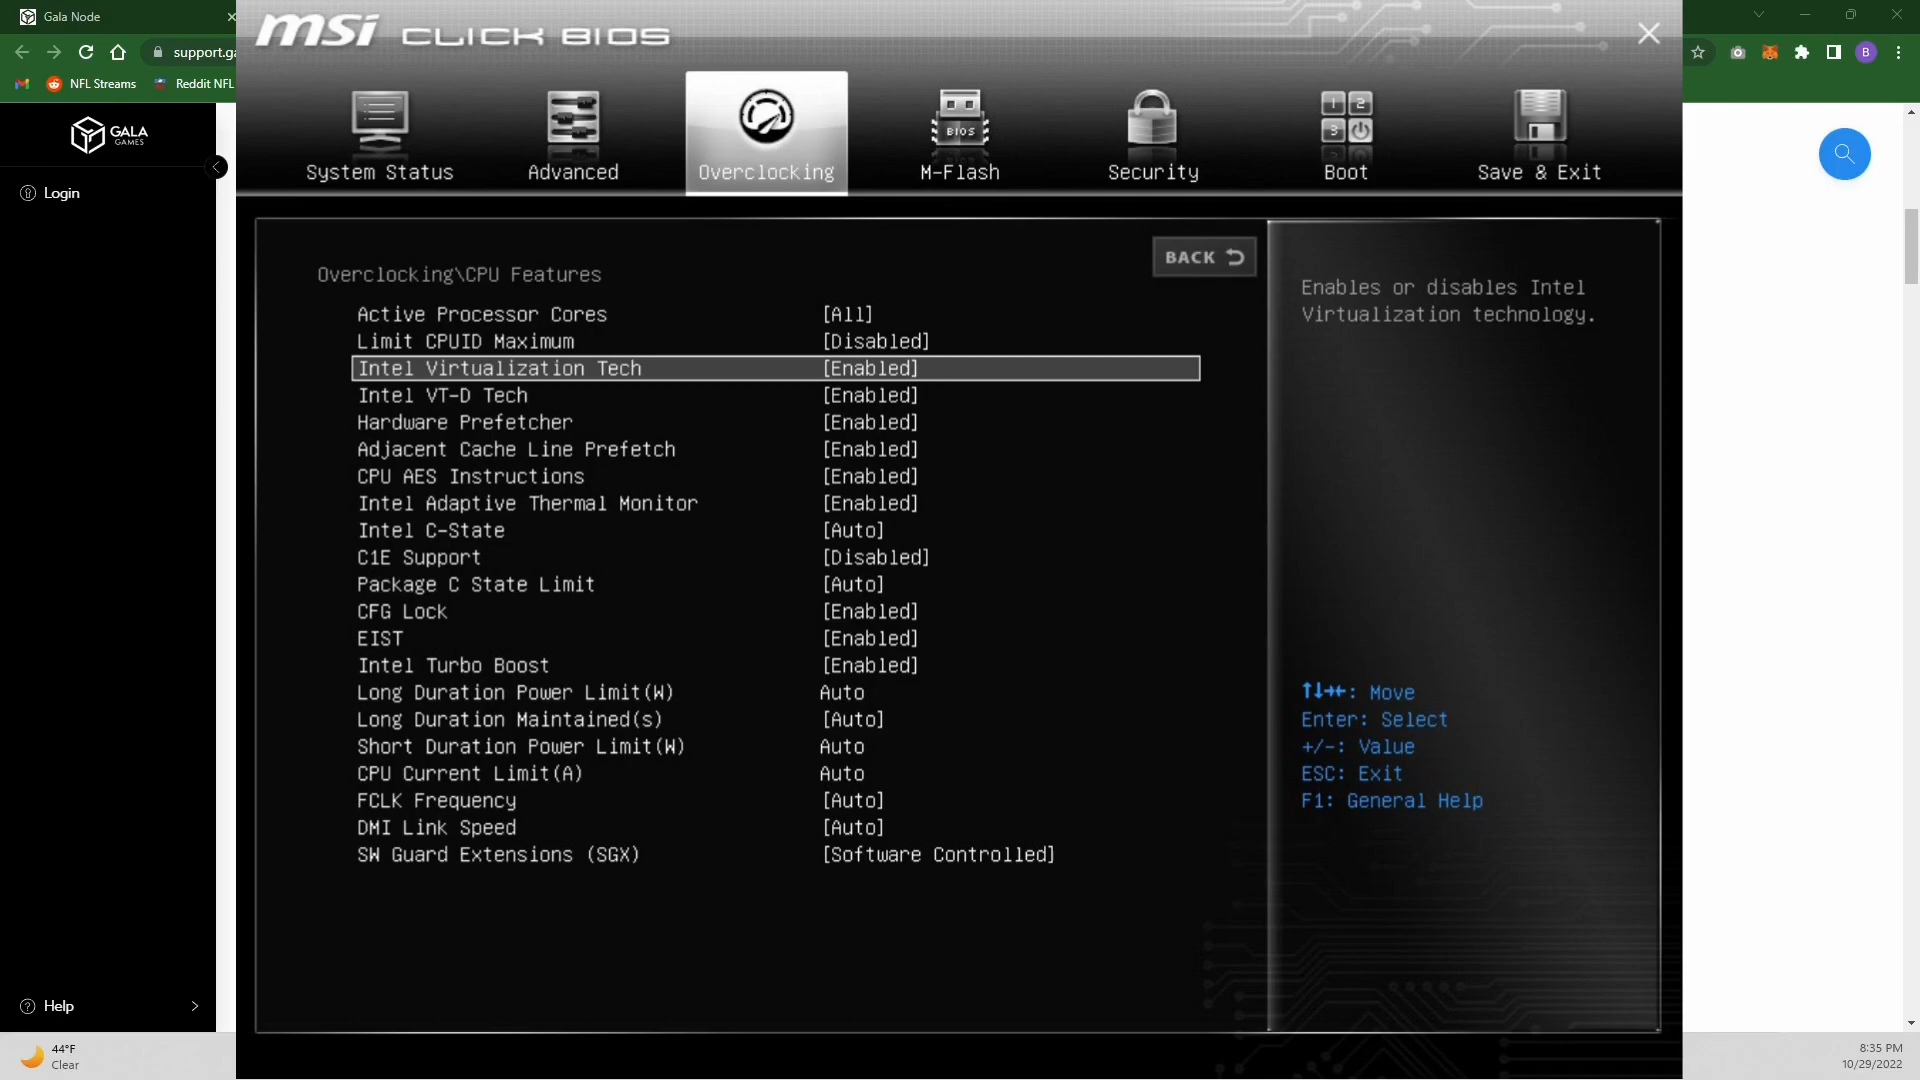 Gala Node
support.ga
NFL Streams
Reddit NFL
B
GALA
GAMES
Login
Help
44°F
Clear
msi CLICK BIOS
System Status
Advanced
Overclocking
BIOS
M-Flash
Security
1 2
3
Boot
Save & Exit
BACK
Overclocking\CPU Features
Active Processor Cores [All]
Limit CPUID Maximum [Disabled]
Intel Virtualization Tech [Enabled]
Intel VT-D Tech [Enabled]
Hardware Prefetcher [Enabled]
Adjacent Cache Line Prefetch [Enabled]
CPU AES Instructions [Enabled]
Intel Adaptive Thermal Monitor [Enabled]
Intel C-State [Auto]
C1E Support [Disabled]
Package C State Limit [Auto]
CFG Lock [Enabled]
EIST [Enabled]
Intel Turbo Boost [Enabled]
Long Duration Power Limit(W) Auto
Long Duration Maintained(s) [Auto]
Short Duration Power Limit(W) Auto
CPU Current Limit(A) Auto
FCLK Frequency [Auto]
DMI Link Speed [Auto]
SW Guard Extensions (SGX) [Software Controlled]
Enables or disables Intel
Virtualization technology.
↑↓→←: Move
Enter: Select
+/-: Value
ESC: Exit
F1: General Help
8:35 PM
10/29/2022